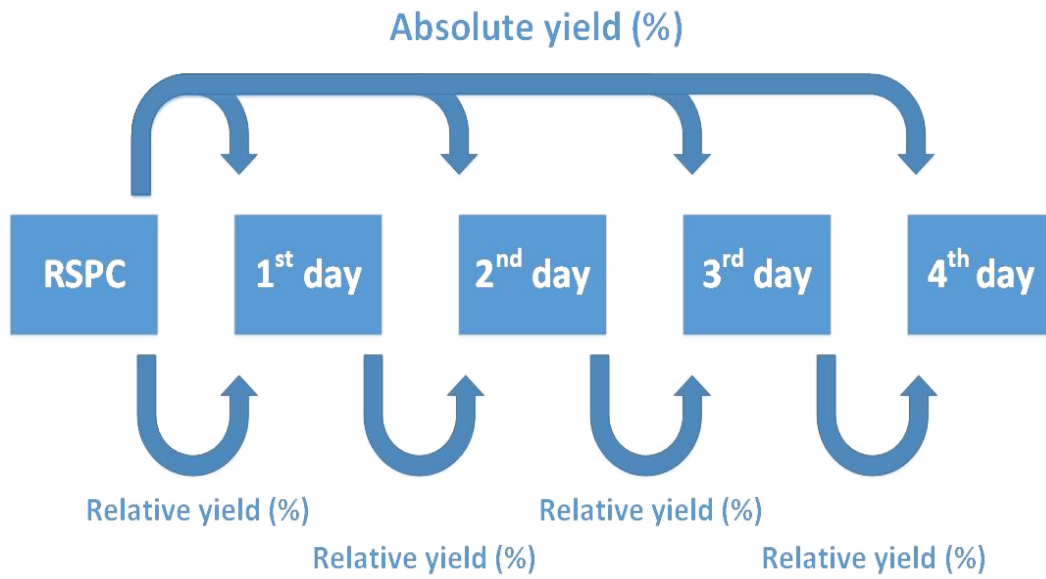 Absolute yield (%)
RSPC
1st day
2nd day
3rd day
4th day
Relative yield (%)
Relative yield (%)
Relative yield (%)
Relative yield (%)